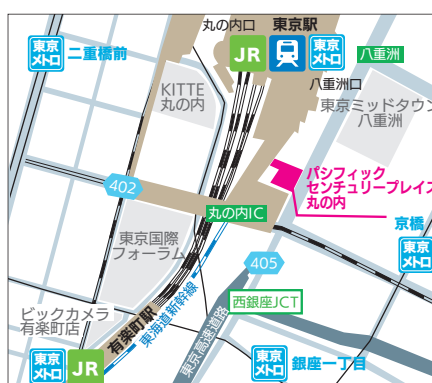 丸の内口
東京駅
東京
メトロ
二重橋前
JR
東京
メトロ
八重洲
八重洲口
KITTE
丸の内
東京ミッドタウン
八重洲
402
パシフィック
センチュリープレイス
丸の内
丸の内IC
京橋
東京
メトロ
東京国際
フォーラム
405
東海道新幹線
西銀座JCT
ビックカメラ
有楽町店
有楽町駅
東京高速道路
東京
メトロ
JR
東京
メトロ
銀座一丁目